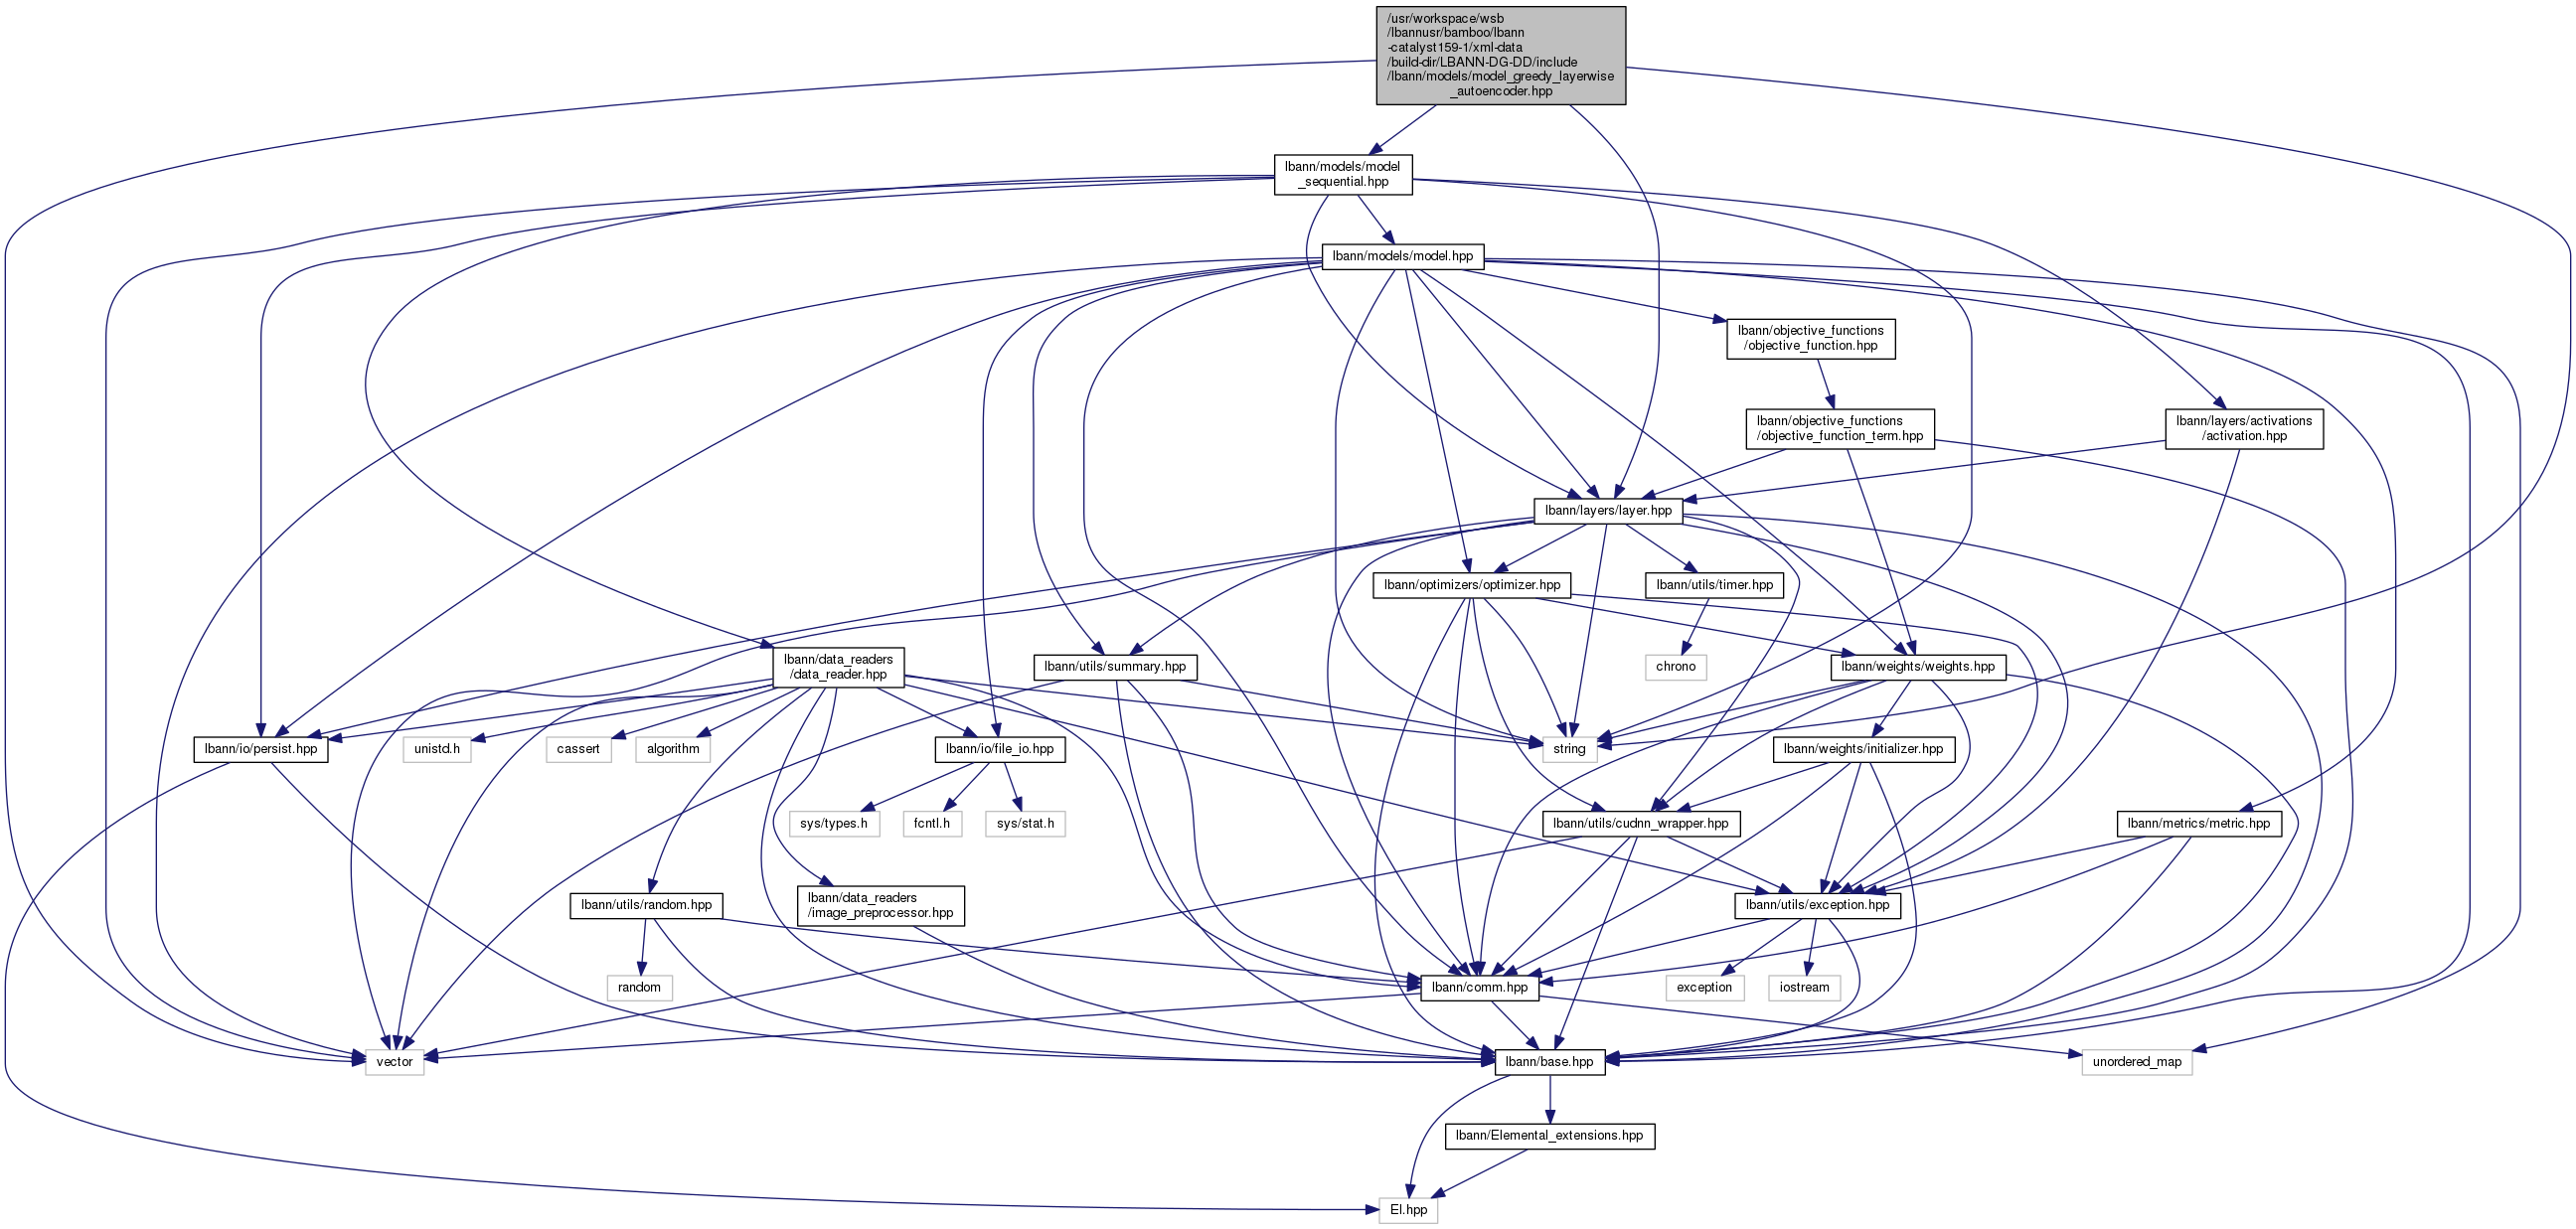 /usr/workspace/wsb
/lbannusr/bamboo/lbann
-catalyst159-1/xml-data
/build-dir/LBANN-DG-DD/include
/lbann/models/model_greedy_layerwise
_autoencoder.hpp
lbann/models/model
_sequential.hpp
lbann/models/model.hpp
lbann/objective_functions
/objective_function.hpp
lbann/objective_functions
/objective_function_term.hpp
lbann/layers/activations
/activation.hpp
lbann/layers/layer.hpp
lbann/optimizers/optimizer.hpp
lbann/utils/timer.hpp
lbann/data_readers
/data_reader.hpp
lbann/utils/summary.hpp
chrono
lbann/weights/weights.hpp
lbann/io/persist.hpp
unistd.h
cassert
algorithm
lbann/io/file_io.hpp
string
lbann/weights/initializer.hpp
sys/types.h
fcntl.h
sys/stat.h
lbann/utils/cudnn_wrapper.hpp
lbann/metrics/metric.hpp
lbann/utils/random.hpp
lbann/data_readers
/image_preprocessor.hpp
lbann/utils/exception.hpp
random
lbann/comm.hpp
exception
iostream
vector
lbann/base.hpp
unordered_map
lbann/Elemental_extensions.hpp
El.hpp